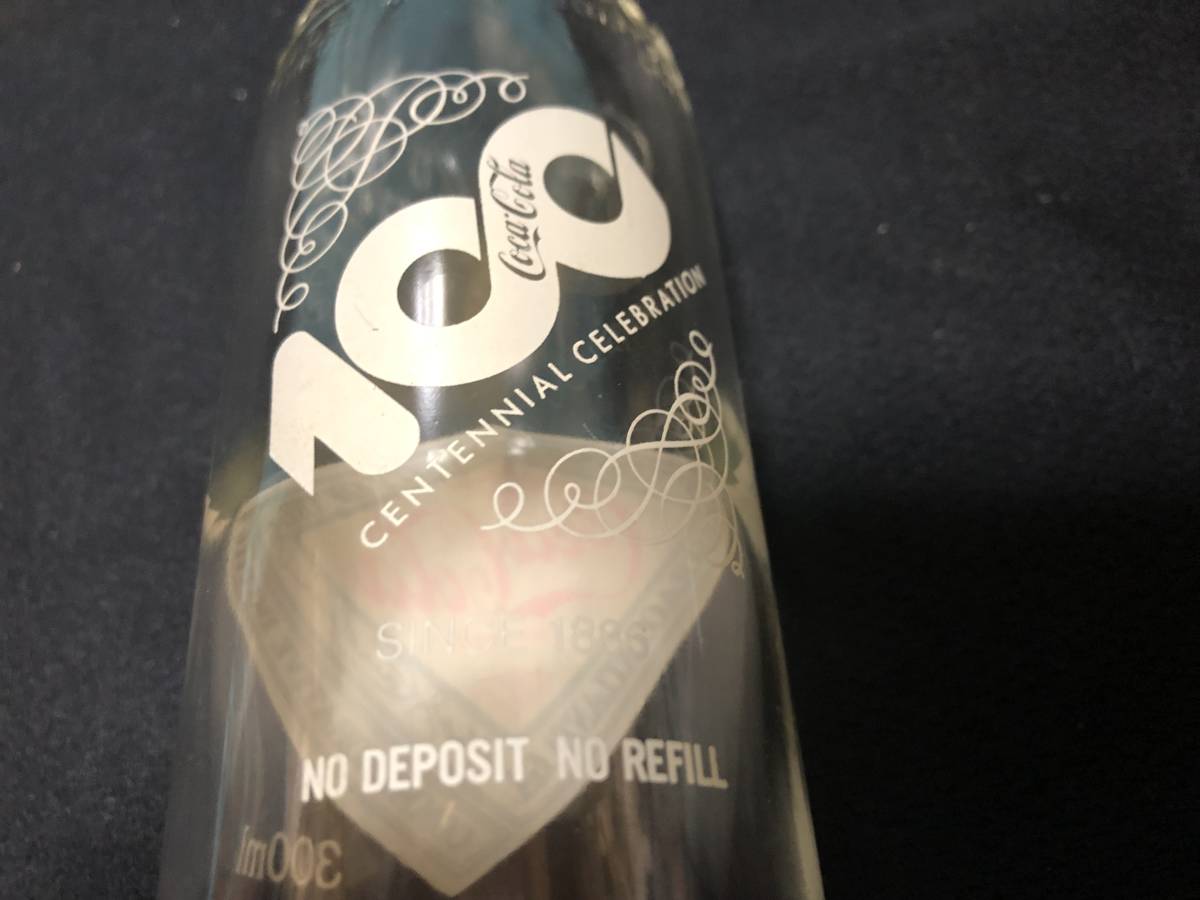 100
Coca-Cola
CENTENNIAL CELEBRATION
SINCE 1886
NO DEPOSIT NO REFILL
300ml